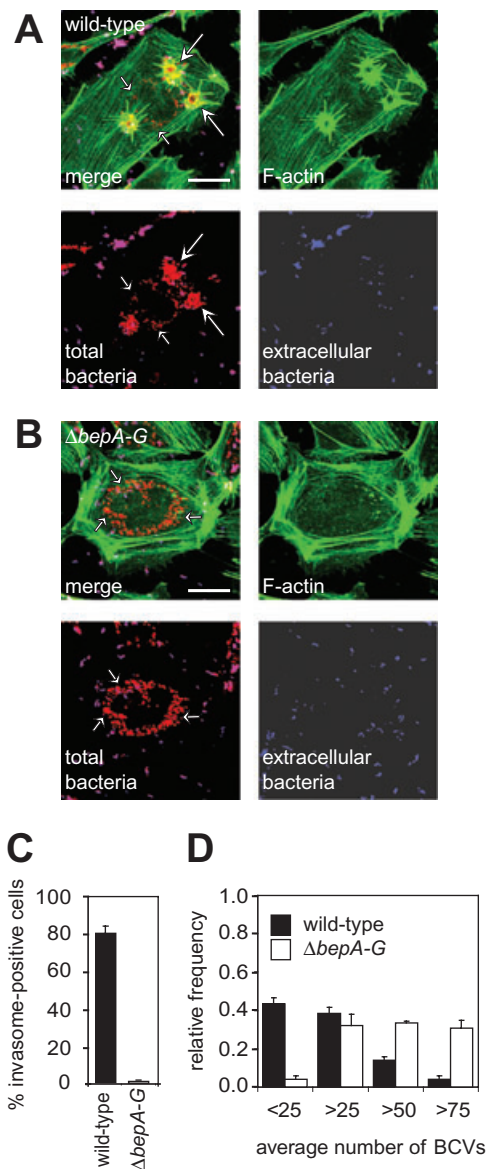 A
wild-type
merge
F-actin
total
bacteria
extracellular
bacteria
B
ΔbepA-G
merge
F-actin
total
bacteria
extracellular
bacteria
C
% invasome-positive cells
100
80
60
40
20
0
wild-type
ΔbepA-G
D
relative frequency
1.0
0.8
0.6
0.4
0.2
0.0
wild-type
ΔbepA-G
<25
>25
>50
>75
average number of BCVs